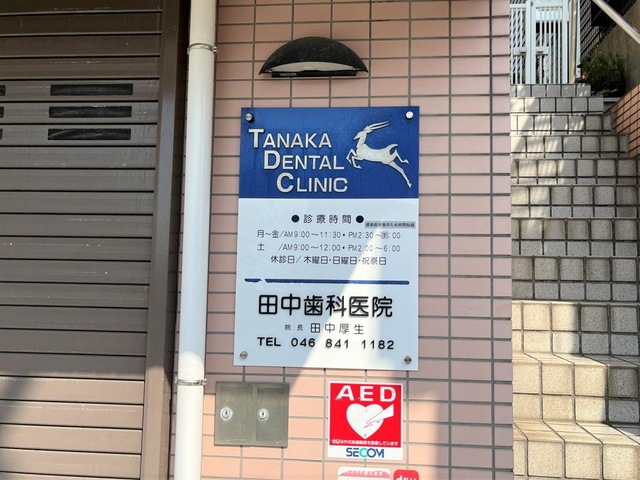 TANAKA
DENTAL
CLINIC
●診療時間●
月～金/AM9:00～11:30・PM2:30～
土　/AM9:00～12:00・PM2:00～6:00
休診日/木曜日・日曜日・祝祭日
田中歯科医院
院長 田中厚生
TEL 046 841 1182
AED
SECOM